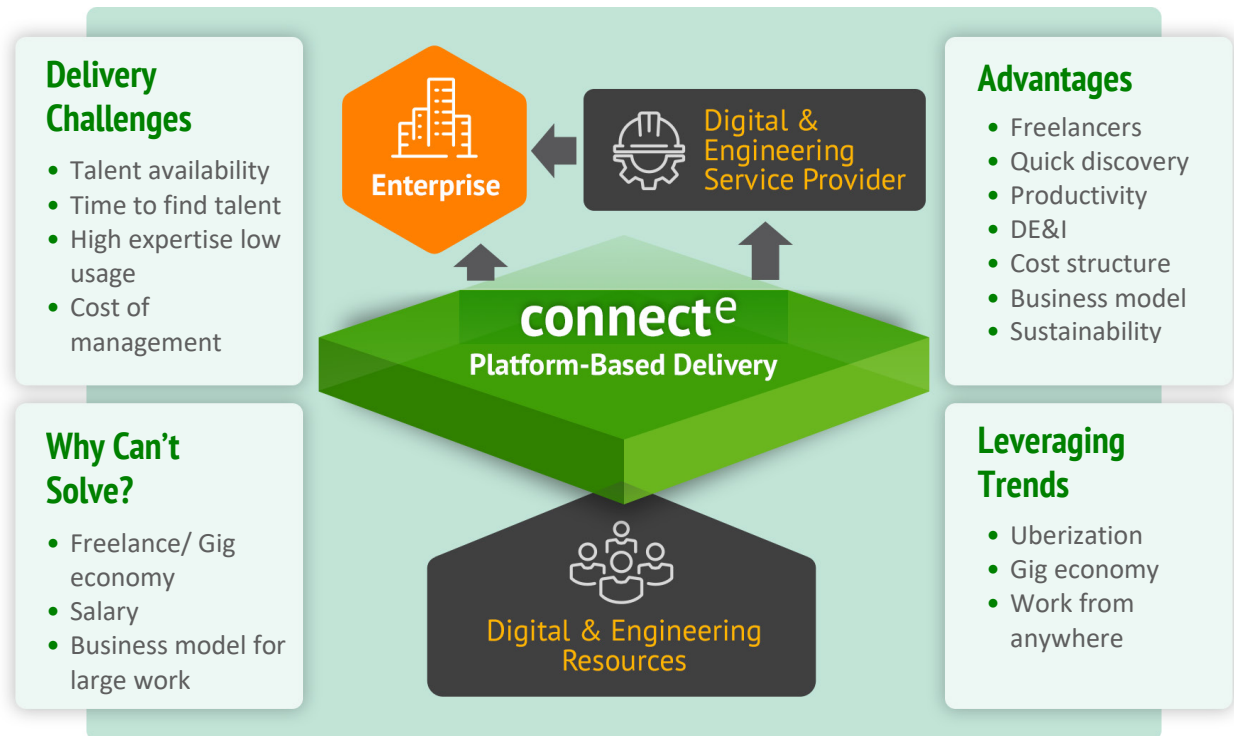 Delivery
Challenges
• Talent availability
• Time to find talent
• High expertise low
usage
• Cost of
management
Why Can’t
Solve?
• Freelance/ Gig
economy
• Salary
• Business model for
large work
Enterprise
Digital &
Engineering
Service Provider
connecte
Platform-Based Delivery
Digital & Engineering
Resources
Advantages
• Freelancers
• Quick discovery
• Productivity
• DE&I
• Cost structure
• Business model
• Sustainability
Leveraging
Trends
• Uberization
• Gig economy
• Work from
anywhere